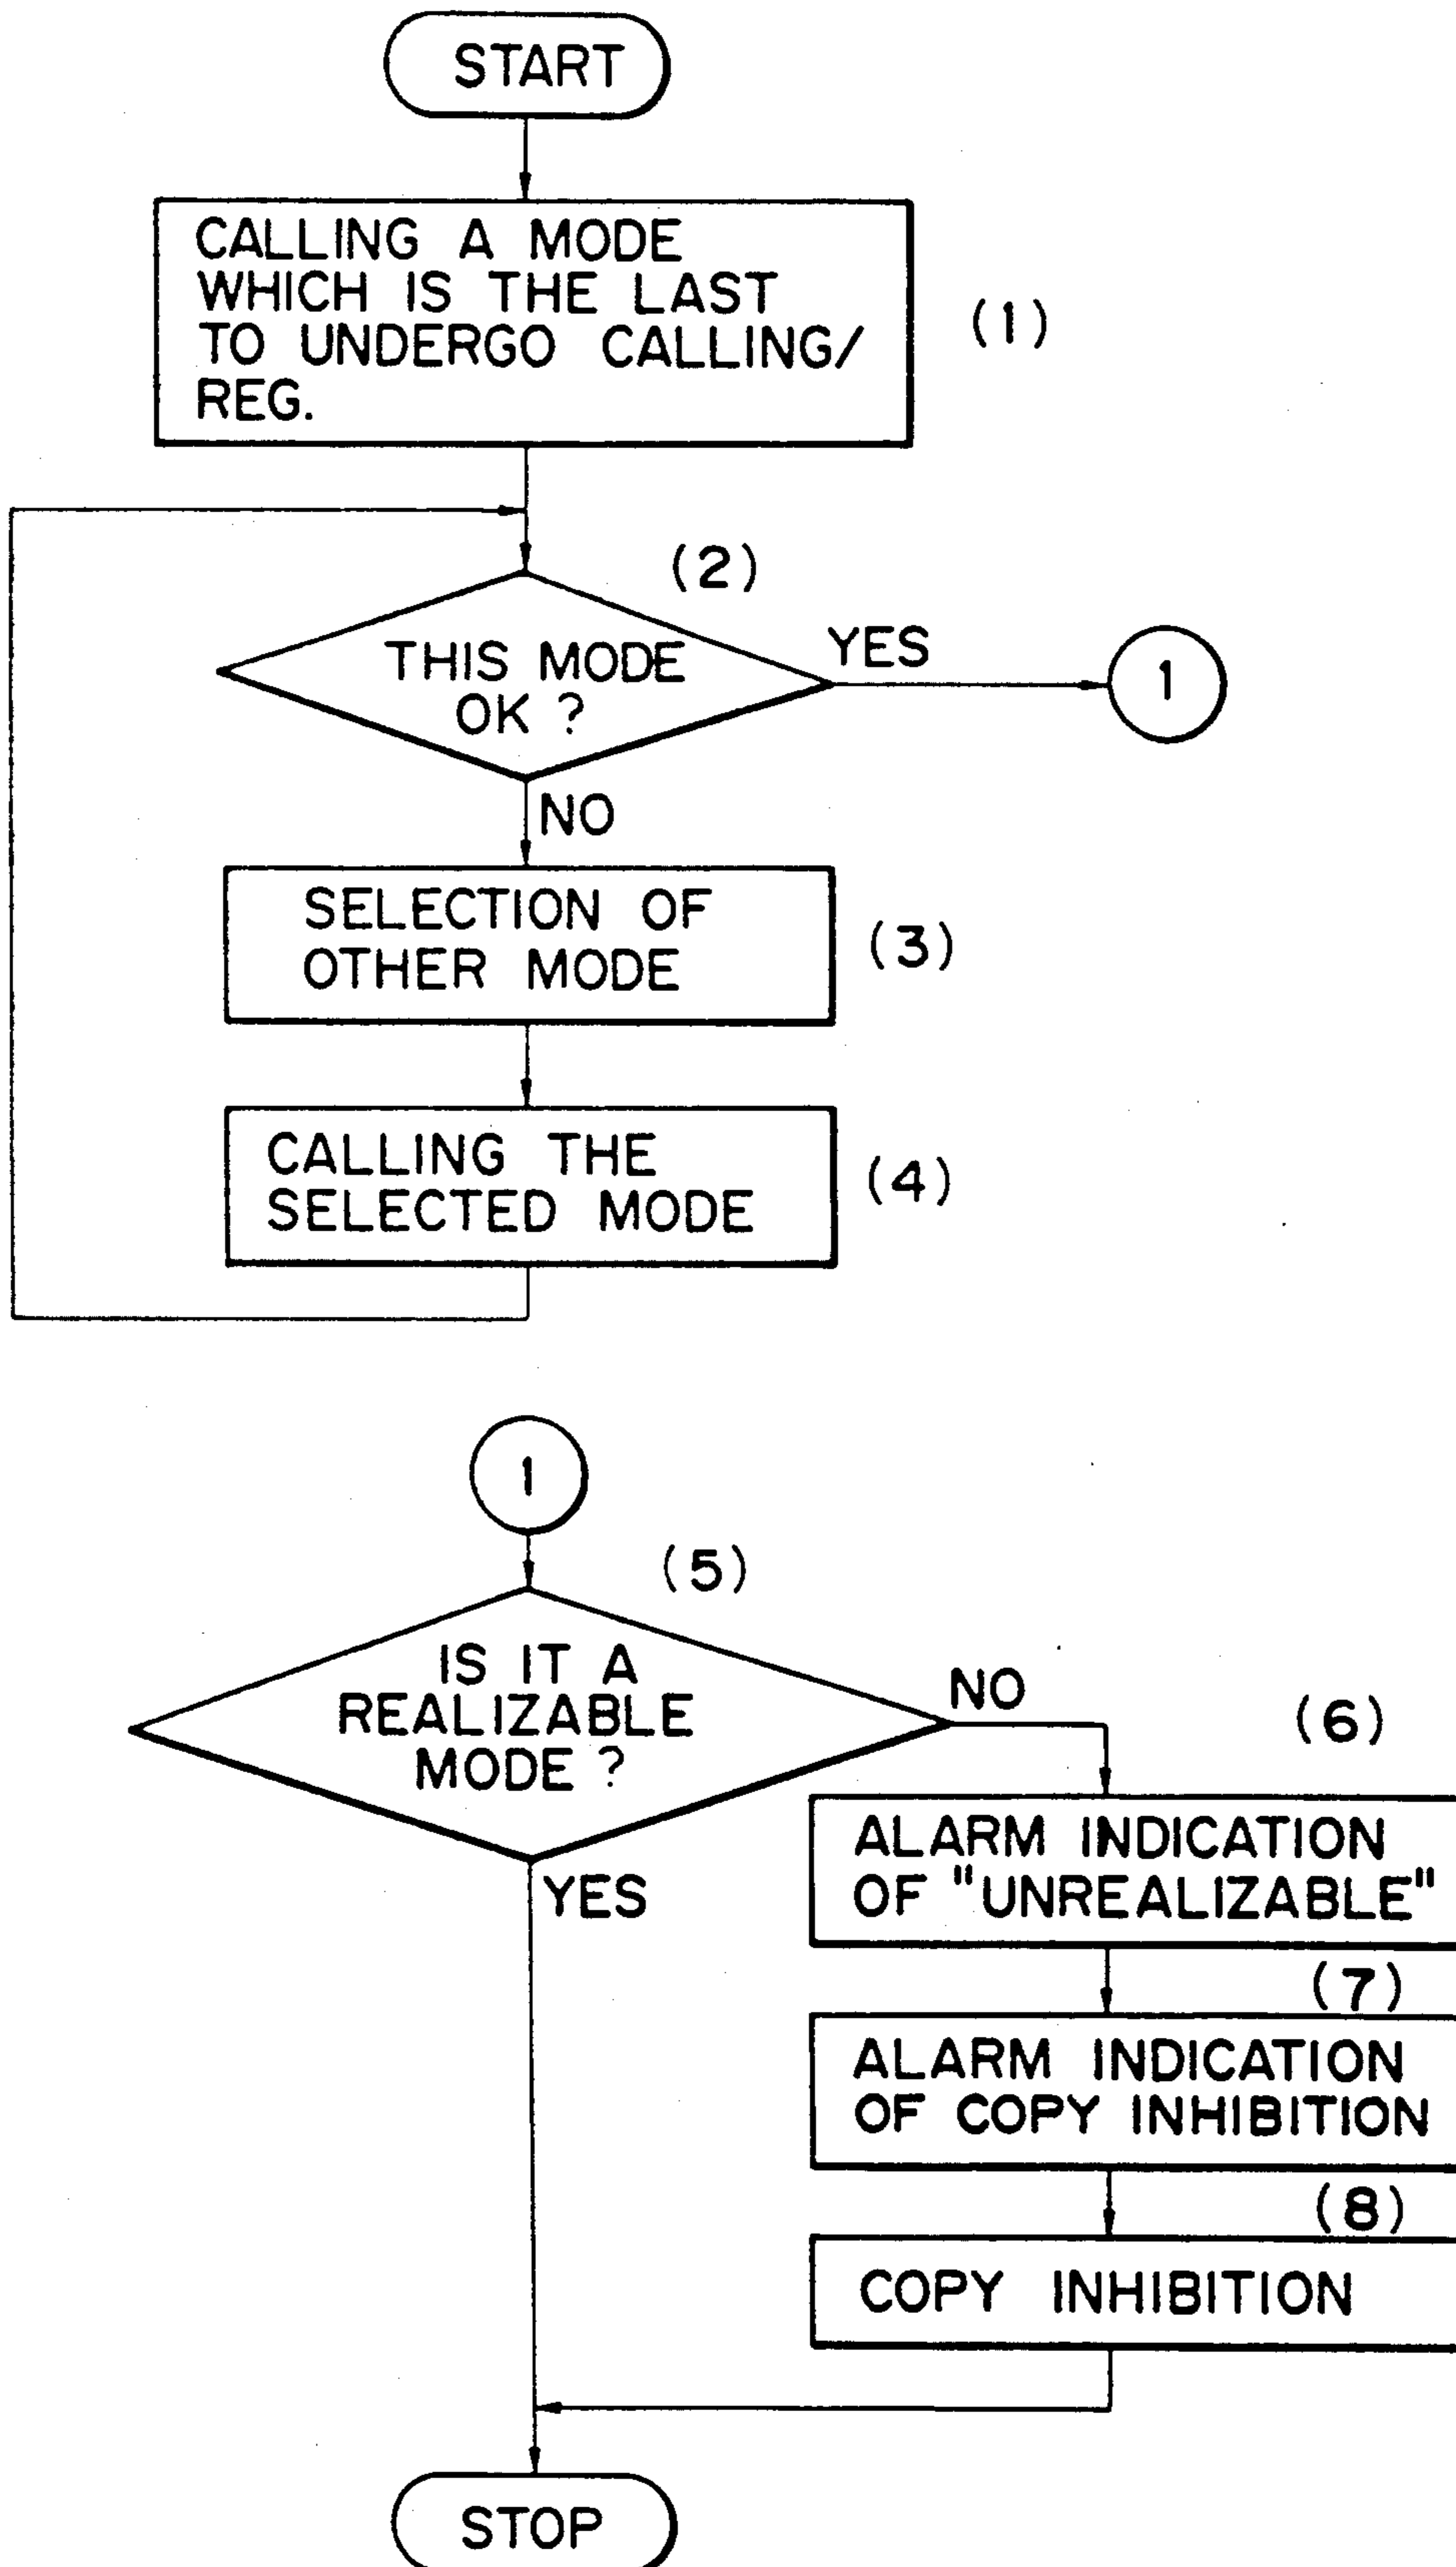 START
CALLING A MODE
WHICH IS THE LAST
TO UNDERGO CALLING/
REG.
(1)
(2)
THIS MODE
OK ?
YES
1
NO
SELECTION OF
OTHER MODE
(3)
CALLING THE
SELECTED MODE
(4)
1
(5)
IS IT A
REALIZABLE
MODE ?
NO
(6)
ALARM INDICATION
OF "UNREALIZABLE"
YES
(7)
ALARM INDICATION
OF COPY INHIBITION
(8)
COPY INHIBITION
STOP